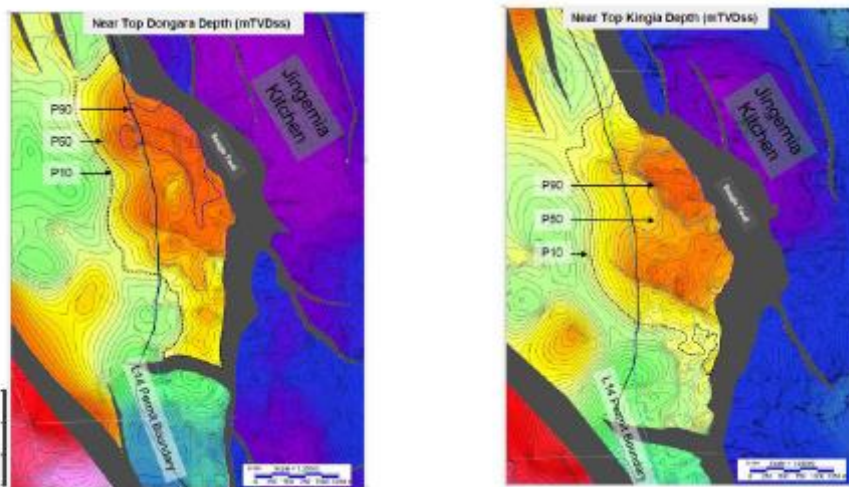 Near Top Dongara Depth (mTVDss)
Jingemia
Kitchen
P90
P50
P10
L14 Permit Boundary
Near Top Kingia Depth (mTVDss)
Jingemia
Kitchen
P90
P50
P10
L14 Permit Boundary